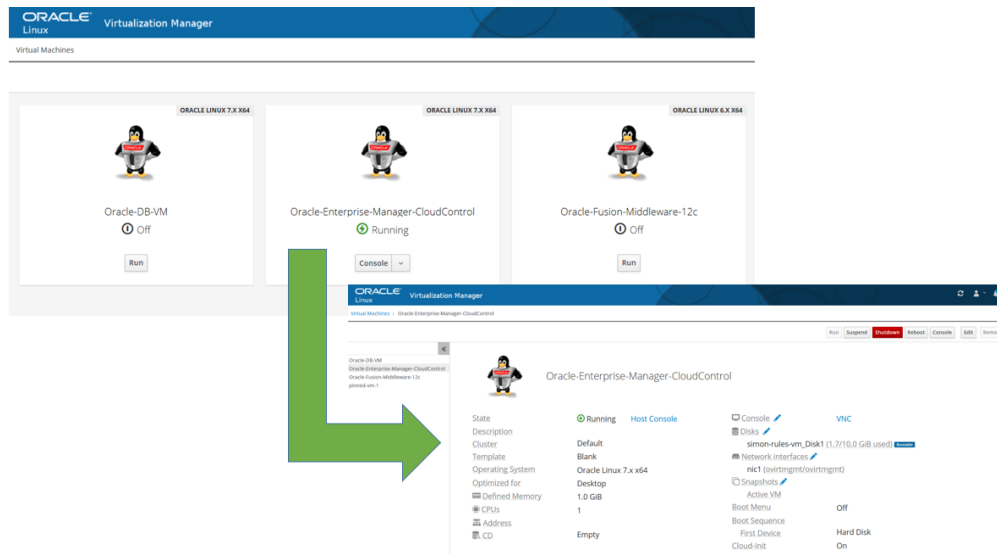 ORACLE
Linux
Virtualization Manager
Virtual Machines
ORACLE LINUX 7.X X64
Oracle-DB-VM
Off
Run
ORACLE LINUX 7.X X64
Oracle-Enterprise-Manager-CloudControl
Running
Console
ORACLE LINUX 6.X X64
Oracle-Fusion-Middleware-12c
Off
Run
ORACLE
Linux
Virtualization Manager
Virtual Machines › Oracle-Enterprise-Manager-CloudControl
Run Suspend Shutdown Reboot Console Edit
Oracle-DB-VM
Oracle-Enterprise-Manager-CloudControl
Oracle-Fusion-Middleware-12c
pinned-vm-1
Oracle-Enterprise-Manager-CloudControl
State Running Host Console
Description
Cluster Default
Template Blank
Operating System Oracle Linux 7.x x64
Optimized for Desktop
Defined Memory 1.0 GiB
CPUs 1
Address
CD Empty
Console VNC
Disks
simon-rules-vm_Disk1 (1.7/10.0 GiB used)
Network interfaces
nic1 (ovirtmgmt/ovirtmgmt)
Snapshots
Active VM
Boot Menu Off
Boot Sequence
First Device Hard Disk
Cloud-Init On